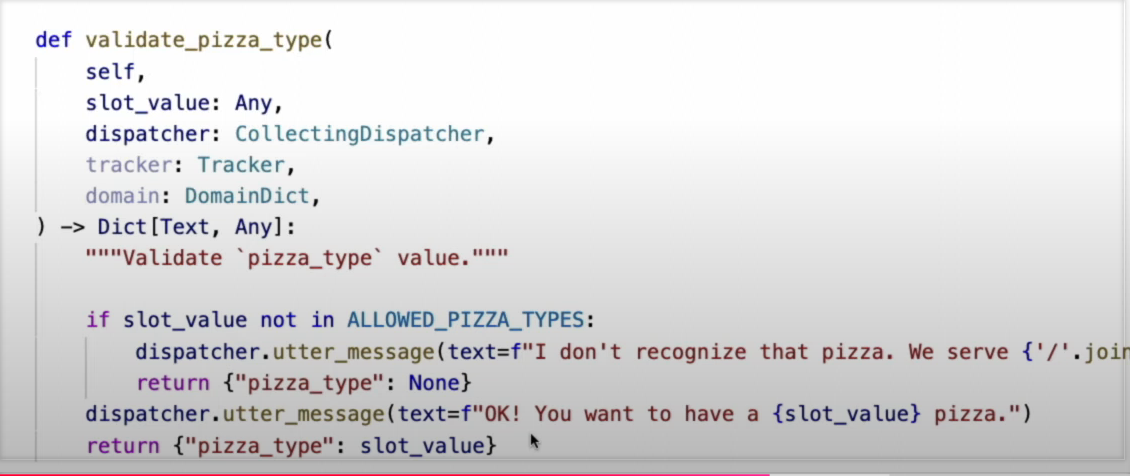 def validate_pizza_type(
    self,
    slot_value: Any,
    dispatcher: CollectingDispatcher,
    tracker: Tracker,
    domain: DomainDict,
) -> Dict[Text, Any]:
    """Validate `pizza_type` value."""
    if slot_value not in ALLOWED_PIZZA_TYPES:
        dispatcher.utter_message(text=f"I don't recognize that pizza. We serve {'/'.join
        return {"pizza_type": None}
    dispatcher.utter_message(text=f"OK! You want to have a {slot_value} pizza.")
    return {"pizza_type": slot_value}